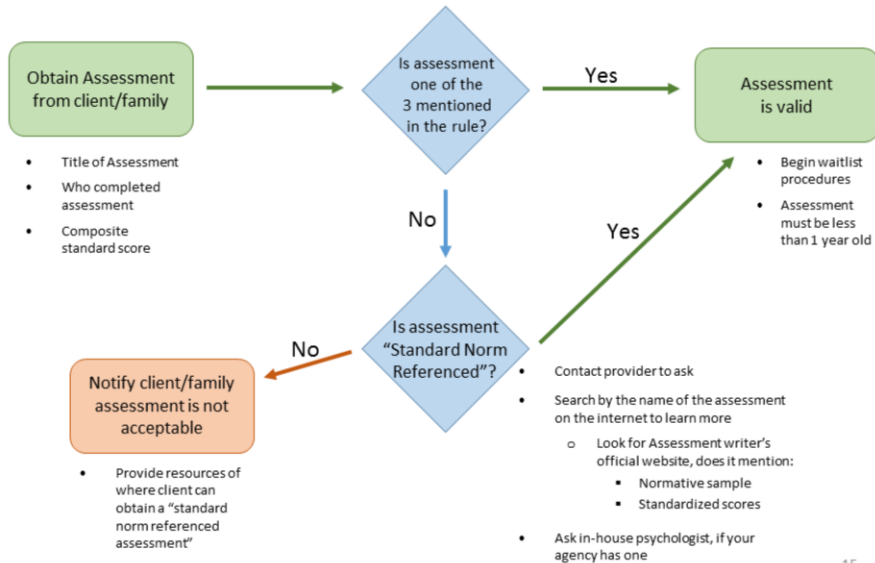 Obtain Assessment
from client/family
• Title of Assessment
• Who completed
assessment
• Composite
standard score
Is assessment
one of the
3 mentioned
in the rule?
Yes
Assessment
is valid
• Begin waitlist
procedures
• Assessment
must be less
than 1 year old
No
Yes
Is assessment
“Standard Norm
Referenced”?
No
Notify client/family
assessment is not
acceptable
• Provide resources of
where client can
obtain a “standard
norm referenced
assessment”
• Contact provider to ask
• Search by the name of the assessment
on the internet to learn more
o Look for Assessment writer’s
official website, does it mention:
▪ Normative sample
▪ Standardized scores
• Ask in-house psychologist, if your
agency has one